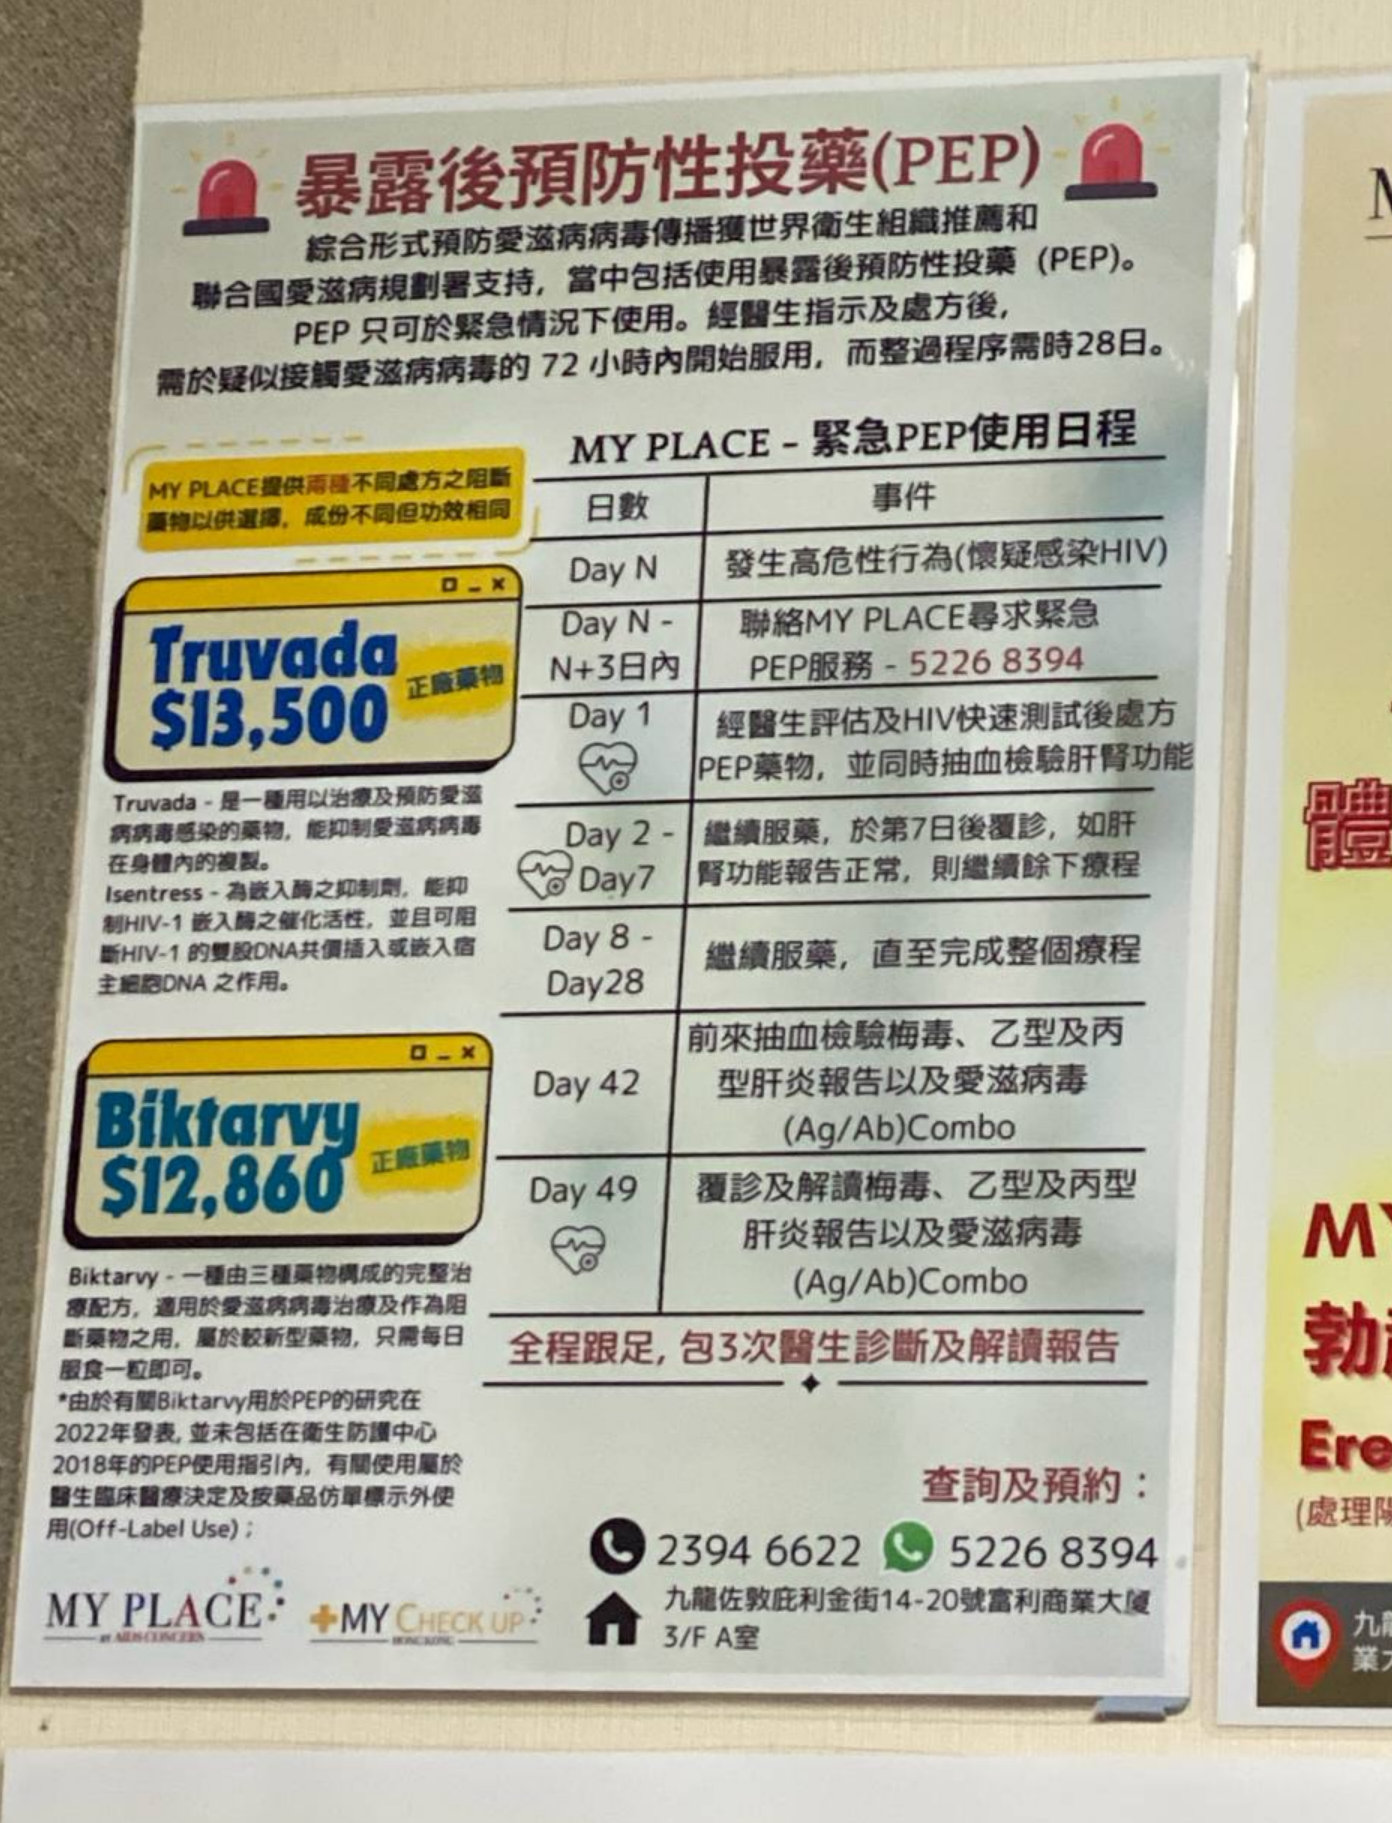 暴露後預防性投藥(PEP)
綜合形式預防愛滋病病毒傳播獲世界衛生組織推薦和
聯合國愛滋病規劃署支持，當中包括使用暴露後預防性投藥 (PEP)。
PEP 只可於緊急情況下使用。經醫生指示及處方後，
需於疑似接觸愛滋病病毒的 72 小時內開始服用，而整過程序需時28日。
MY PLACE提供兩種不同處方之阻斷
藥物以供選擇，成份不同但功效相同
Truvada
$13,500
正廠藥物
Truvada - 是一種用以治療及預防愛滋
病病毒感染的藥物，能抑制愛滋病病毒
在身體內的複製。
Isentress - 為嵌入酶之抑制劑，能抑
制HIV-1 嵌入酶之催化活性，並且可阻
斷HIV-1 的雙股DNA共價插入或嵌入宿
主細胞DNA 之作用。
Biktarvy
$12,860
正廠藥物
Biktarvy - 一種由三種藥物構成的完整治
療配方，適用於愛滋病病毒治療及作為阻
斷藥物之用，屬於較新型藥物，只需每日
服食一粒即可。
*由於有關Biktarvy用於PEP的研究在
2022年發表, 並未包括在衛生防護中心
2018年的PEP使用指引內，有關使用屬於
醫生臨床醫療決定及按藥品仿單標示外使
用(Off-Label Use)；
MY PLACE - 緊急PEP使用日程
日數
事件
Day N
發生高危性行為(懷疑感染HIV)
Day N -
N+3日內
聯絡MY PLACE尋求緊急
PEP服務 - 5226 8394
Day 1
經醫生評估及HIV快速測試後處方
PEP藥物，並同時抽血檢驗肝腎功能
Day 2 -
Day7
繼續服藥，於第7日後覆診，如肝
腎功能報告正常，則繼續餘下療程
Day 8 -
Day28
繼續服藥，直至完成整個療程
Day 42
前來抽血檢驗梅毒、乙型及丙
型肝炎報告以及愛滋病毒
(Ag/Ab)Combo
Day 49
覆診及解讀梅毒、乙型及丙型
肝炎報告以及愛滋病毒
(Ag/Ab)Combo
全程跟足, 包3次醫生診斷及解讀報告
查詢及預約：
2394 6622
5226 8394
九龍佐敦庇利金街14-20號富利商業大廈
3/F A室
MY PLACE
BY AIDS CONCERN
MY CHECK UP
HONG KONG
體
MY
勃
Ere
(處理陽
九龍
業大